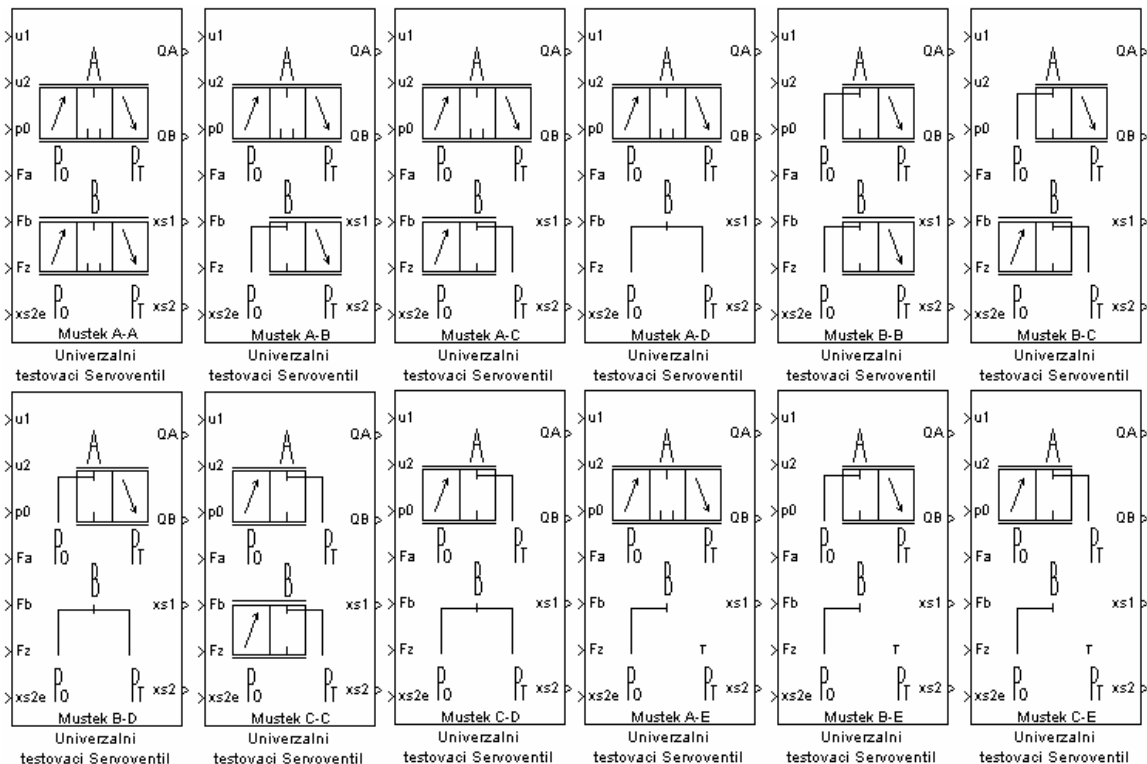 u1
QA
A
u2
p0
QB
P0 PT
Fa
B
Fb xs1
Fz
xs2e P0 PT xs2
Mustek A-A
Univerzalni
testovaci Servoventil
u1
QA
A
u2
p0
QB
P0 PT
Fa
B
Fb xs1
Fz
xs2e P0 PT xs2
Mustek A-B
Univerzalni
testovaci Servoventil
u1
QA
A
u2
p0
QB
P0 PT
Fa
B
Fb xs1
Fz
xs2e P0 PT xs2
Mustek A-C
Univerzalni
testovaci Servoventil
u1
QA
A
u2
p0
QB
P0 PT
Fa
B
Fb xs1
Fz
xs2e P0 PT xs2
Mustek A-D
Univerzalni
testovaci Servoventil
u1
QA
A
u2
p0
QB
P0 PT
Fa
B
Fb xs1
Fz
xs2e P0 PT xs2
Mustek B-B
Univerzalni
testovaci Servoventil
u1
QA
A
u2
p0
QB
P0 PT
Fa
B
Fb xs1
Fz
xs2e P0 PT xs2
Mustek B-C
Univerzalni
testovaci Servoventil
u1
QA
A
u2
p0
QB
P0 PT
Fa
B
Fb xs1
Fz
xs2e P0 PT xs2
Mustek B-D
Univerzalni
testovaci Servoventil
u1
QA
A
u2
p0
QB
P0 PT
Fa
B
Fb xs1
Fz
xs2e P0 PT xs2
Mustek C-C
Univerzalni
testovaci Servoventil
u1
QA
A
u2
p0
QB
P0 PT
Fa
B
Fb xs1
Fz
xs2e P0 PT xs2
Mustek C-D
Univerzalni
testovaci Servoventil
u1
QA
A
u2
p0
QB
P0 PT
Fa
B
Fb xs1
Fz
xs2e P0 PT xs2
Mustek A-E
Univerzalni
testovaci Servoventil
u1
QA
A
u2
p0
QB
P0 PT
Fa
B
Fb xs1
Fz
xs2e P0 PT xs2
Mustek B-E
Univerzalni
testovaci Servoventil
u1
QA
A
u2
p0
QB
P0 PT
Fa
B
Fb xs1
Fz
xs2e P0 PT xs2
Mustek C-E
Univerzalni
testovaci Servoventil